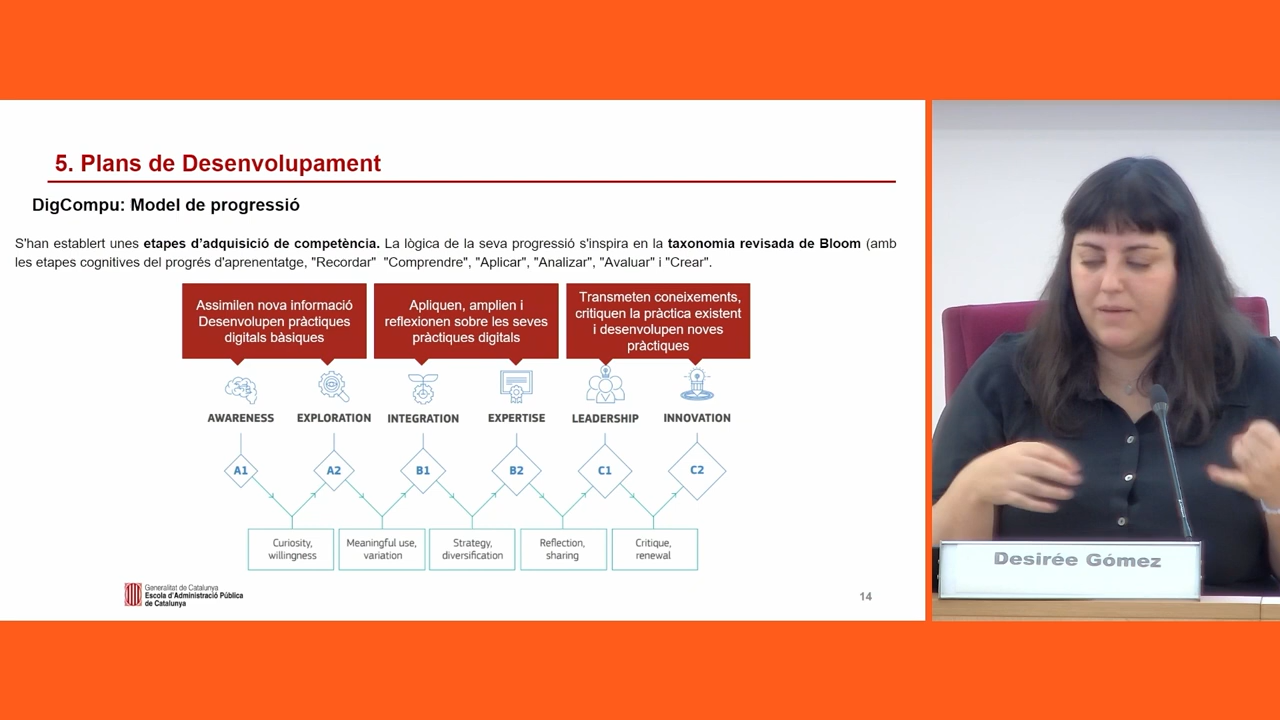 5. Plans de Desenvolupament
DigCompu: Model de progressió
S'han establert unes etapes d'adquisició de competència. La lògica de la seva progressió s'inspira en la taxonomia revisada de Bloom (amb
les etapes cognitives del progrés d'aprenentatge, "Recordar" "Comprendre", "Aplicar", "Analizar", "Avaluar" i "Crear".
Assimilen nova informació
Desenvolupen pràctiques
digitals bàsiques
Apliquen, amplien i
reflexionen sobre les seves
pràctiques digitals
Transmeten coneixements,
critiquen la pràctica existent
i desenvolupen noves
pràctiques
AWARENESS
EXPLORATION
INTEGRATION
EXPERTISE
LEADERSHIP
INNOVATION
A1
A2
B1
B2
C1
C2
Curiosity,
willingness
Meaningful use,
variation
Strategy,
diversification
Reflection,
sharing
Critique,
renewal
Generalitat de Catalunya
Escola d'Administració Pública
de Catalunya
14
Desirée Gómez